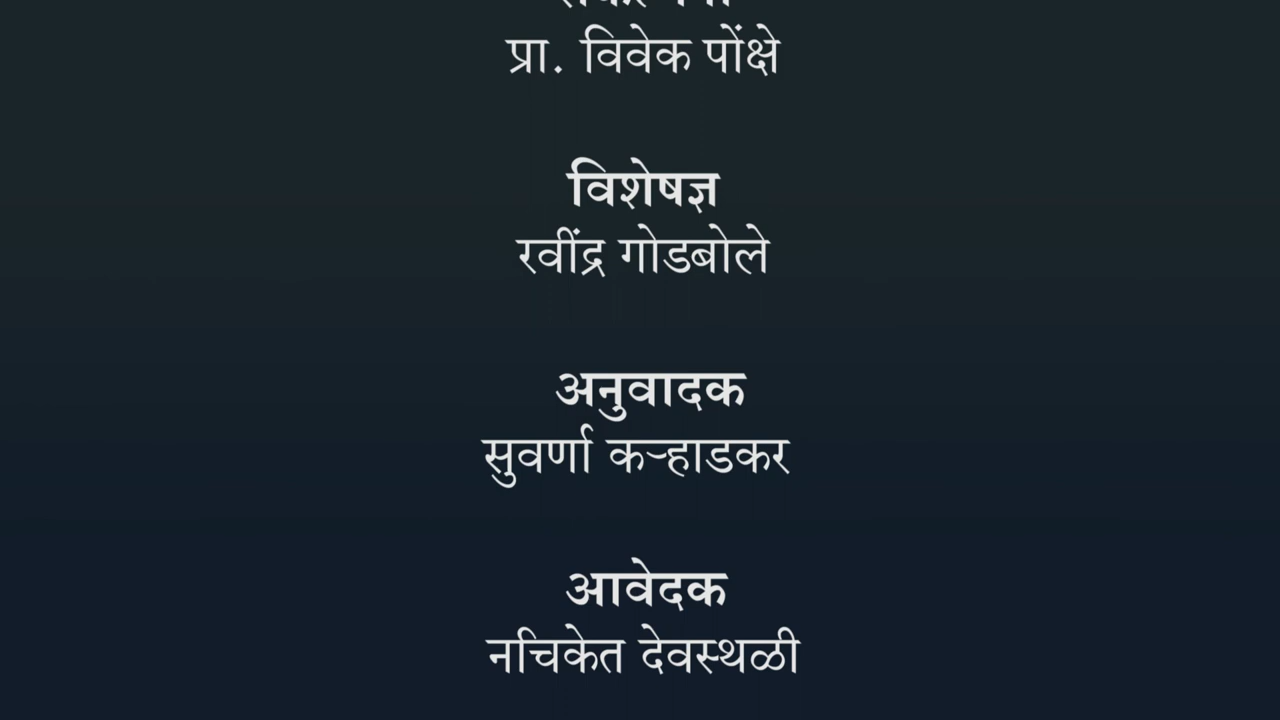 प्रा. विवेक पोंक्षे
विशेषज्ञ
रवींद्र गोडबोले
अनुवादक
सुवर्णा कऱ्हाडकर
आवेदक
नचिकेत देवस्थळी